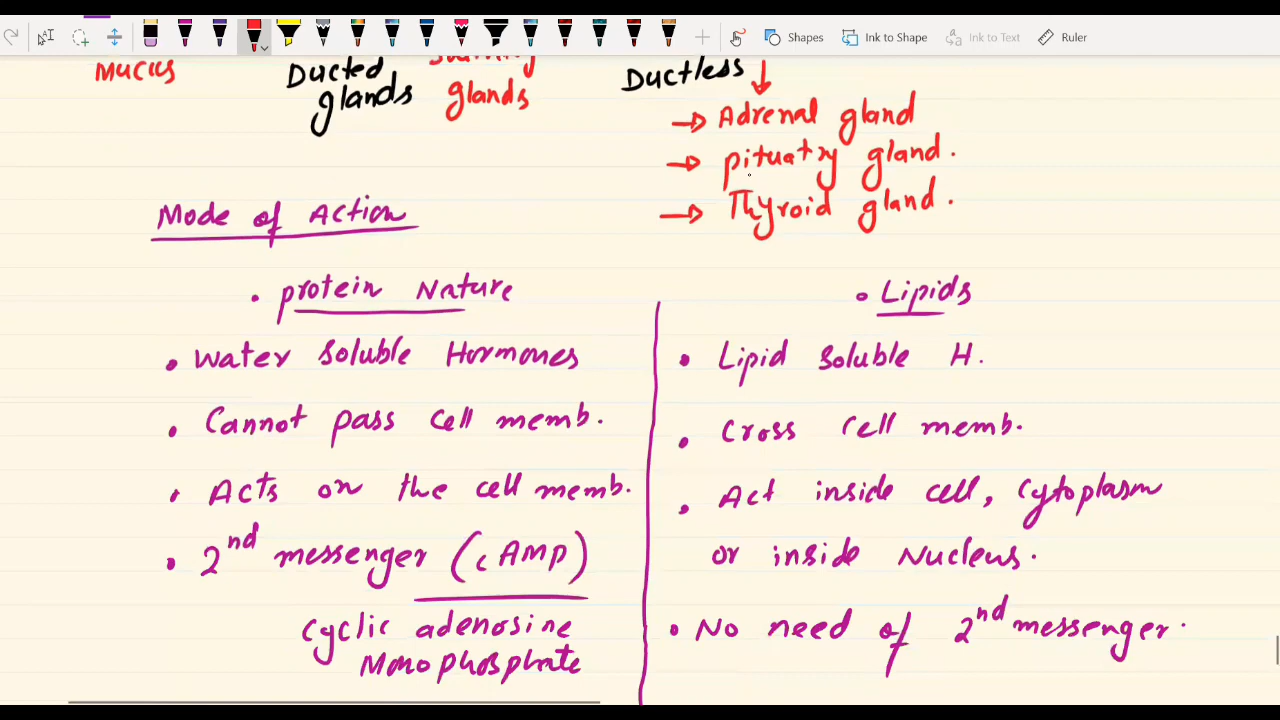 Shapes
Ink to Shape
Ink to Text
Ruler
Mucus
Ducted
glands
glands
Ductless
→ Adrenal gland
→ pituatry gland.
→ Thyroid gland.
Mode of Action
• protein Nature
• Water soluble Hormones
• Cannot pass cell memb.
• Acts on the cell memb.
• 2nd messenger (cAMP)
cyclic adenosine
Monophosphate
• Lipids
• Lipid soluble H.
• Cross cell memb.
• Act inside cell, cytoplasm
or inside Nucleus.
• No need of 2nd messenger.